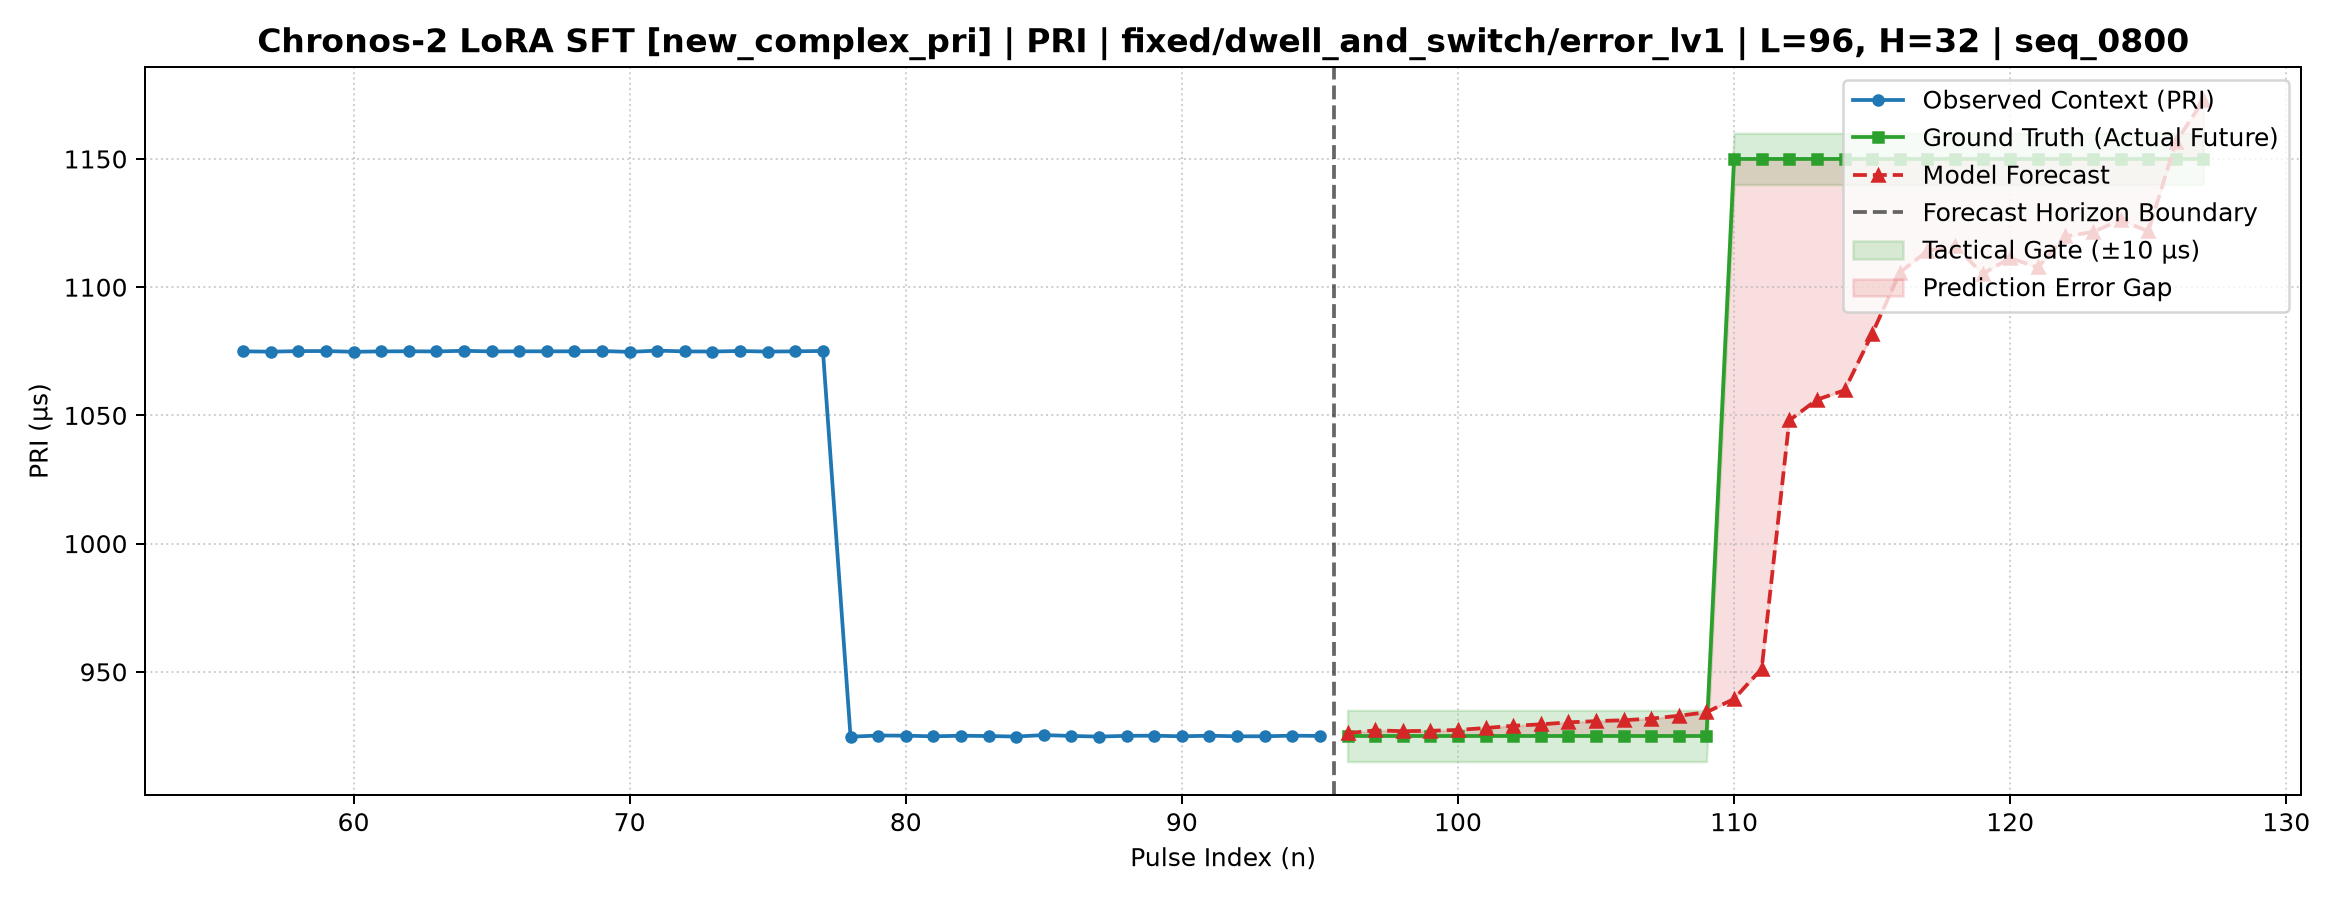 Chronos-2 LoRA SFT [new_complex_pri] | PRI | fixed/dwell_and_switch/error_lv1 | L=96, H=32 | seq_0800
Observed Context (PRI)
Ground Truth (Actual Future)
Model Forecast
Forecast Horizon Boundary
Tactical Gate (±10 µs)
Prediction Error Gap
PRI (µs)
1150
1100
1050
1000
950
60 70 80 90 100 110 120 130
Pulse Index (n)